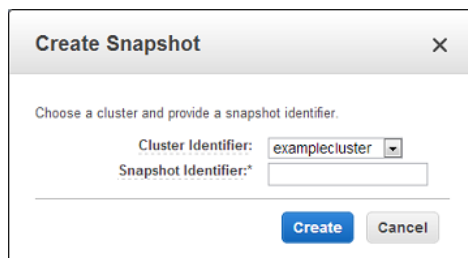 Create Snapshot
Choose a cluster and provide a snapshot identifier.
Cluster Identifier: examplecluster
Snapshot Identifier:*
Create Cancel